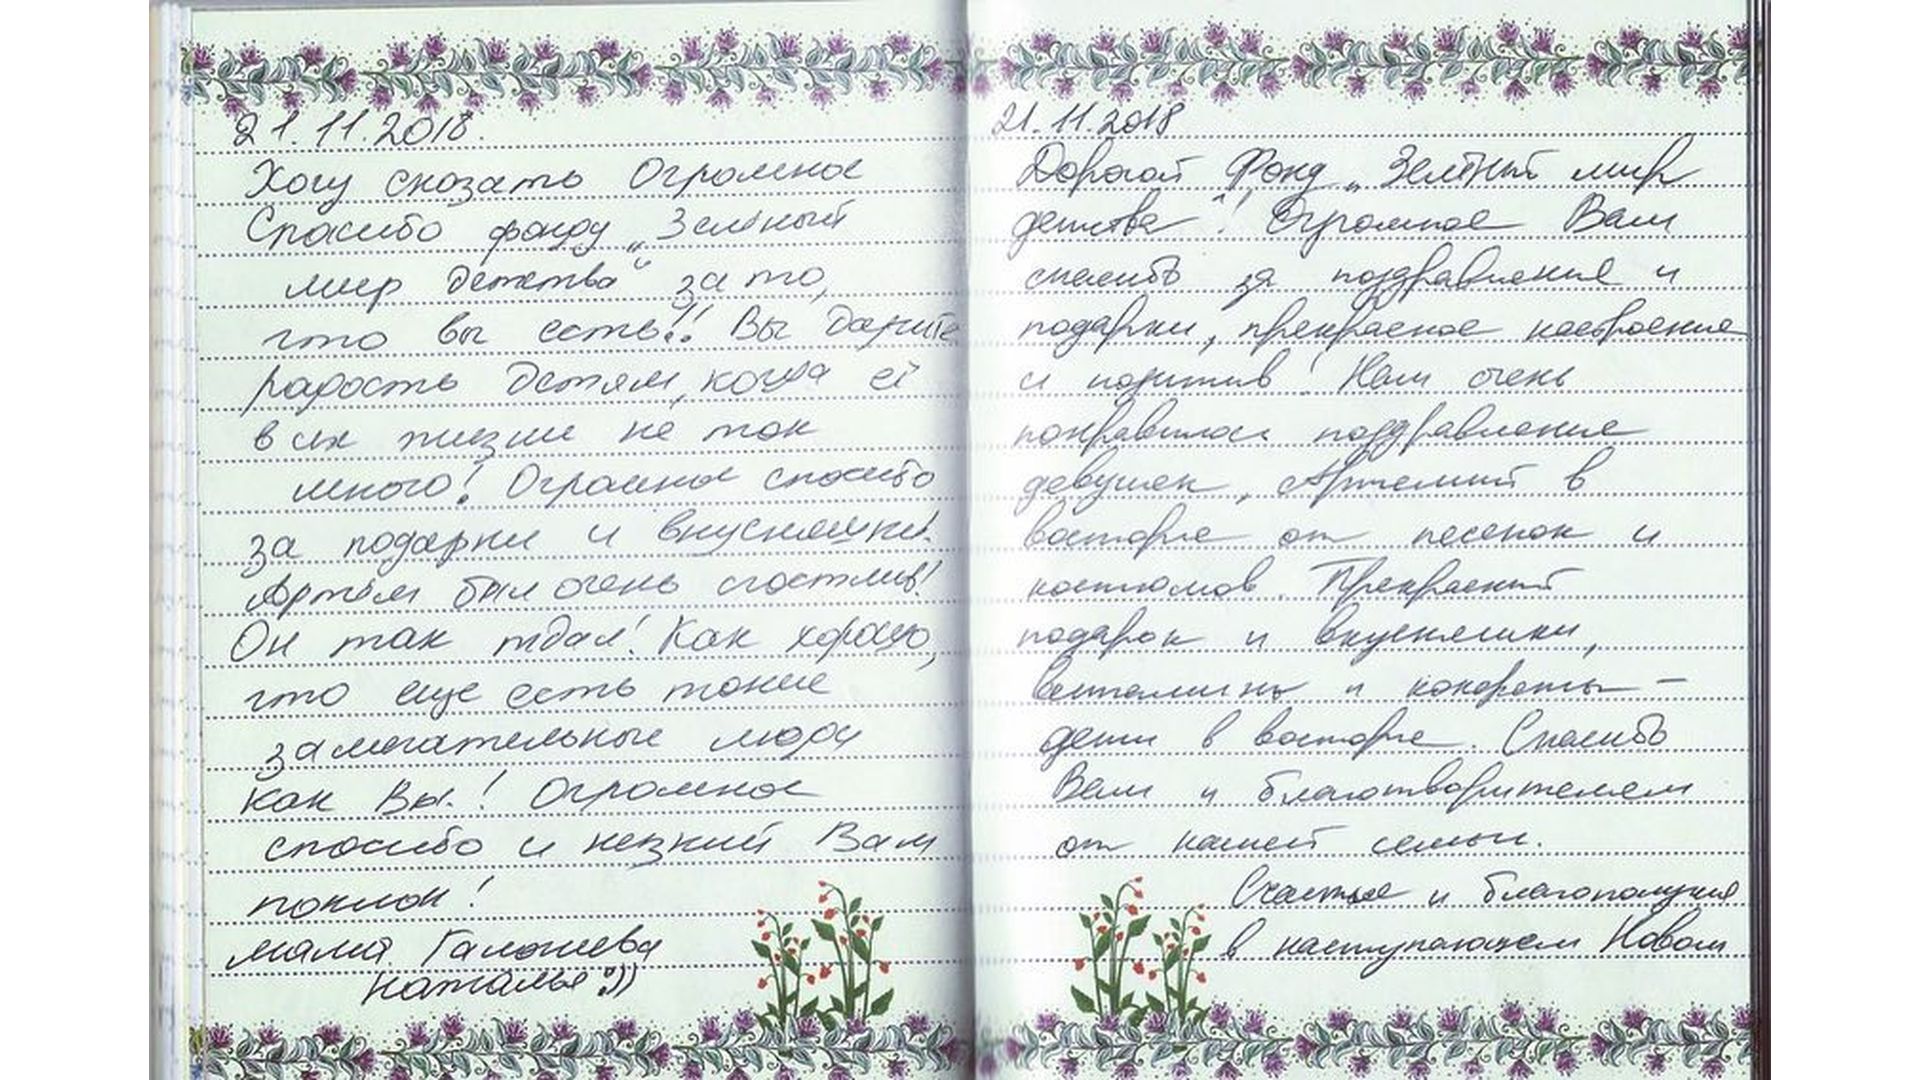 21.11.2018.
Хочу сказать Огромное
Спасибо фонду „Зелёный
мир детства" за то,
что вы есть!! Вы дарите
радость детям, когда её
в их жизни не так
много! Огромное спасибо
за подарки и вкусняшки!
Артём был очень счастлив!
Он так ждал! Как хорошо,
что еще есть такие
замечательные люди
как Вы! Огромное
спасибо и низкий Вам
поклон!
мама
Наталья :))
21.11.2018
Дорогой Фонд „Зелёный мир
детства"! Огромное Вам
спасибо за поздравления и
подарки, прекрасное настроение
и позитив! Нам очень
понравилось поздравление
девушек, Артемий в
восторге от песенок и
костюмов. Прекрасный
подарок и вкусняшки,
витамины и конфеты –
дети в восторге. Спасибо
Вам и благотворителям
от нашей семьи.
Счастья и благополучия
в наступающем Новом